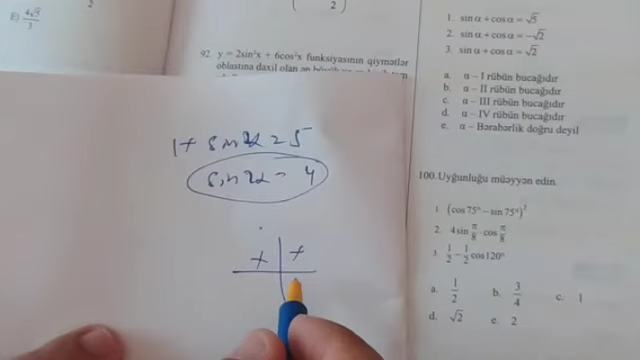 E) 4√5/3
2
2
92. y = 2sin²x + 6cos²x funksiyasının qiymətlər
oblastına daxil olan ən
1 + sin2α = 5
sin2α = 4
+ +
1. sin α + cos α = √5
2. sin α + cos α = -√2
3. sin α + cos α = √2
a. α – I rübün bucağıdır
b. α – II rübün bucağıdır
c. α – III rübün bucağıdır
d. α – IV rübün bucağıdır
e. α – Bərabərlik doğru deyil
100. Uyğunluğu müəyyən edin.
1. (cos 75° – sin 75°)²
2. 4 sin π/8 · cos π/8
3. 1/2 – 1/2 cos 120°
a. 1/2 b. 3/4 c. 1
d. √2 e. 2